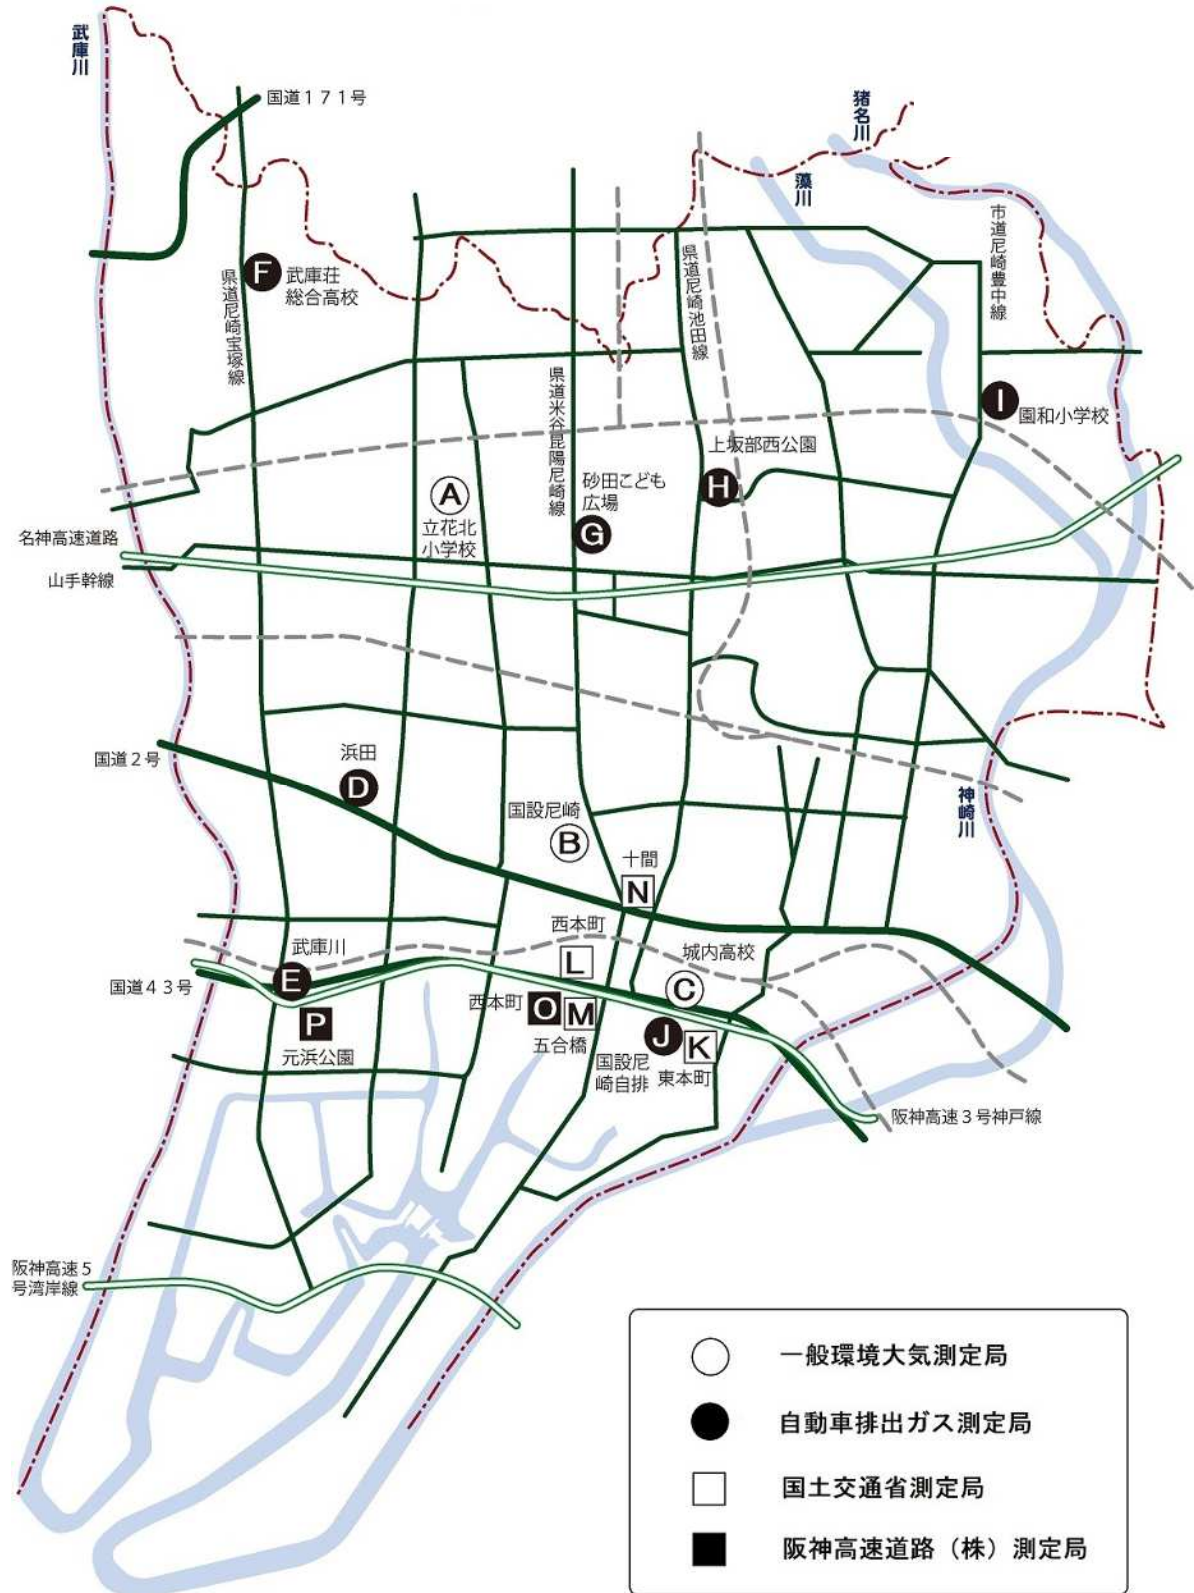 武庫川
国道171号
猪名川
藻川
市道尼崎豊中線
県道尼崎池田線
F
武庫荘
総合高校
県道尼崎宝塚線
県道米谷昆陽尼崎線
I
園和小学校
上坂部西公園
H
A
立花北
小学校
砂田こども
広場
G
名神高速道路
山手幹線
国道2号
浜田
D
国設尼崎
B
神崎川
十間
N
西本町
L
城内高校
C
武庫川
E
国道43号
P
元浜公園
西本町
O
M
五合橋
J
K
国設尼
崎自排
東本町
阪神高速3号神戸線
阪神高速5
号湾岸線
一般環境大気測定局
自動車排出ガス測定局
国土交通省測定局
阪神高速道路（株）測定局